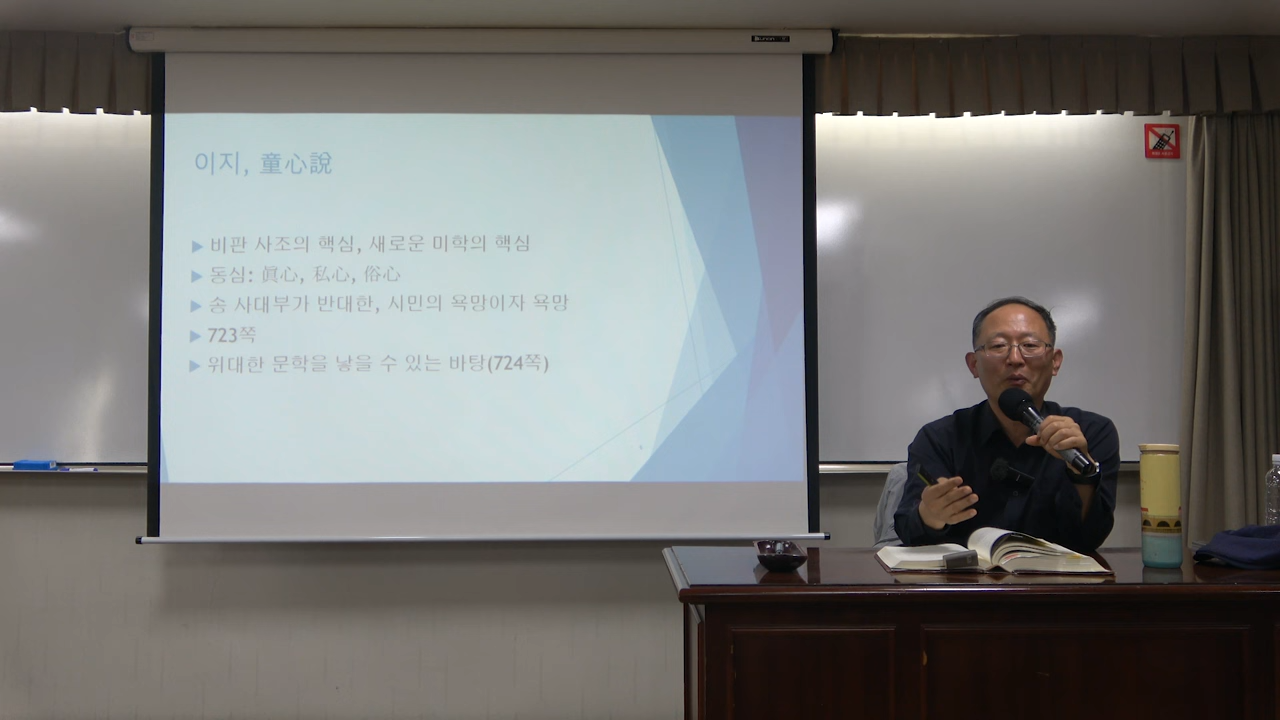 이지, 童心說
비판 사조의 핵심, 새로운 미학의 핵심
동심: 眞心, 私心, 俗心
송 사대부가 반대한, 시민의 욕망이자 욕망
723쪽
위대한 문학을 낳을 수 있는 바탕(724쪽)